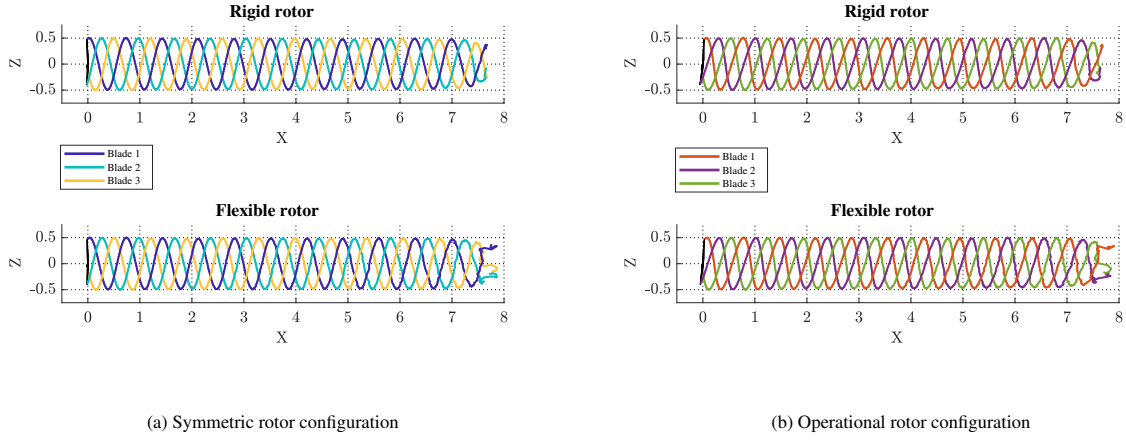 Rigid rotor
0.5
0
-0.5
Z
0 1 2 3 4 5 6 7 8
X
Blade 1
Blade 2
Blade 3
Flexible rotor
0.5
0
-0.5
Z
0 1 2 3 4 5 6 7 8
X
(a) Symmetric rotor configuration
Rigid rotor
0.5
0
-0.5
Z
0 1 2 3 4 5 6 7 8
X
Blade 1
Blade 2
Blade 3
Flexible rotor
0.5
0
-0.5
Z
0 1 2 3 4 5 6 7 8
X
(b) Operational rotor configuration